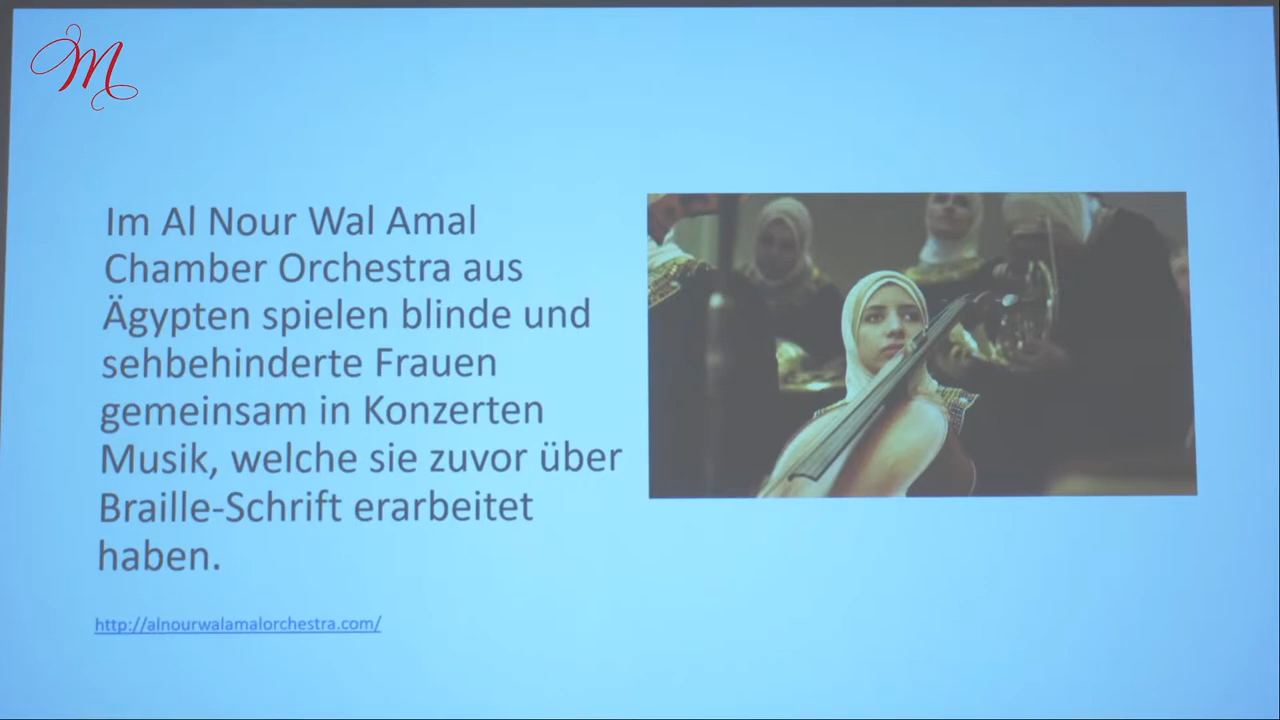 M
Im Al Nour Wal Amal
Chamber Orchestra aus
Ägypten spielen blinde und
sehbehinderte Frauen
gemeinsam in Konzerten
Musik, welche sie zuvor über
Braille-Schrift erarbeitet
haben.
http://alnourwalamalorchestra.com/